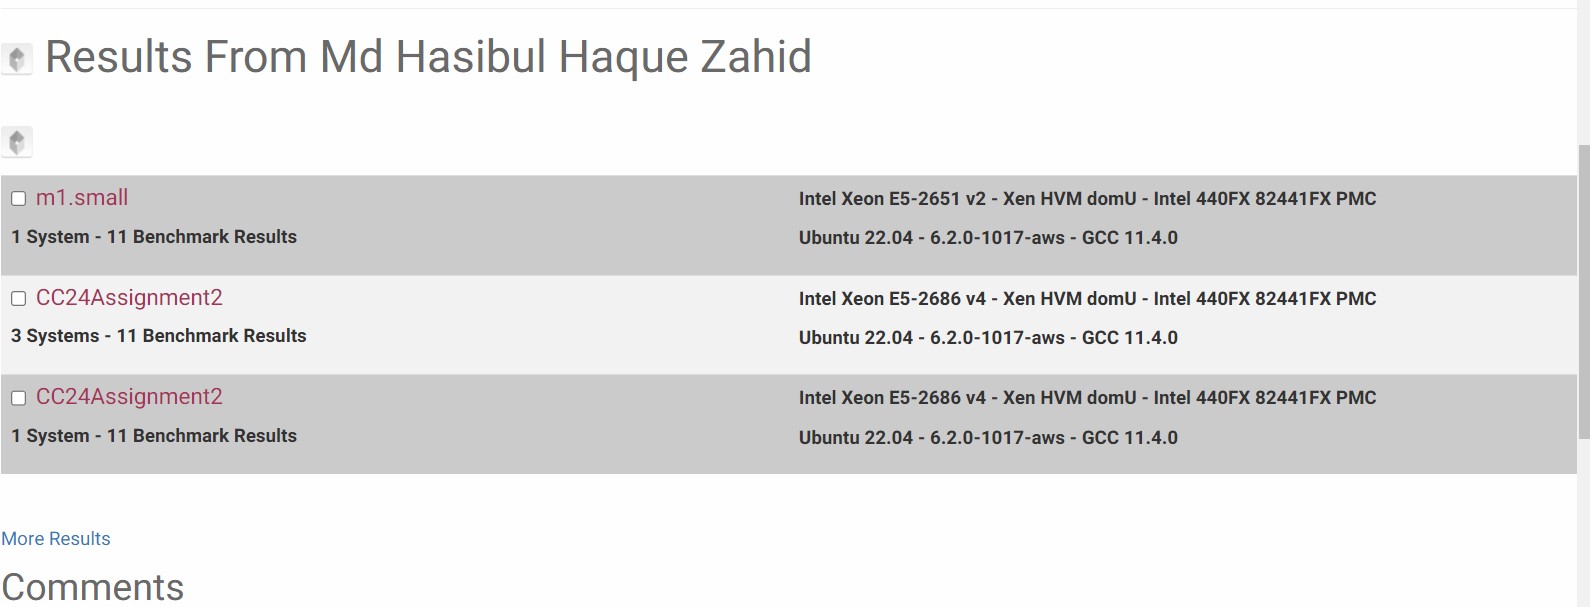 Results From Md Hasibul Haque Zahid
m1.small
Intel Xeon E5-2651 v2 - Xen HVM domU - Intel 440FX 82441FX PMC
1 System - 11 Benchmark Results
Ubuntu 22.04 - 6.2.0-1017-aws - GCC 11.4.0
CC24Assignment2
Intel Xeon E5-2686 v4 - Xen HVM domU - Intel 440FX 82441FX PMC
3 Systems - 11 Benchmark Results
Ubuntu 22.04 - 6.2.0-1017-aws - GCC 11.4.0
CC24Assignment2
Intel Xeon E5-2686 v4 - Xen HVM domU - Intel 440FX 82441FX PMC
1 System - 11 Benchmark Results
Ubuntu 22.04 - 6.2.0-1017-aws - GCC 11.4.0
More Results
Comments